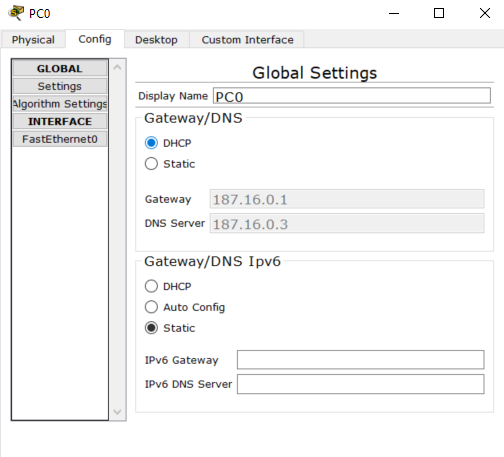 PC0
Physical Config Desktop Custom Interface
GLOBAL
Settings
Algorithm Settings
INTERFACE
FastEthernet0
Global Settings
Display Name PC0
Gateway/DNS
DHCP
Static
Gateway 187.16.0.1
DNS Server 187.16.0.3
Gateway/DNS Ipv6
DHCP
Auto Config
Static
IPv6 Gateway
IPv6 DNS Server